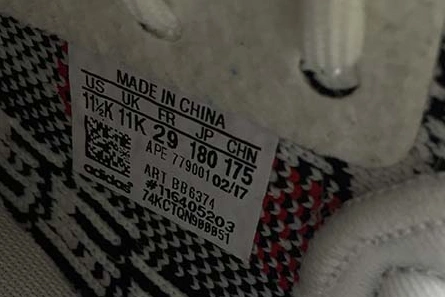 MADE IN CHINA
US UK FR JP CHN
11½K 11K 29 180 175
APE 779001 02/17
ART BB6374
#116405203
74KCTQN900051
adidas